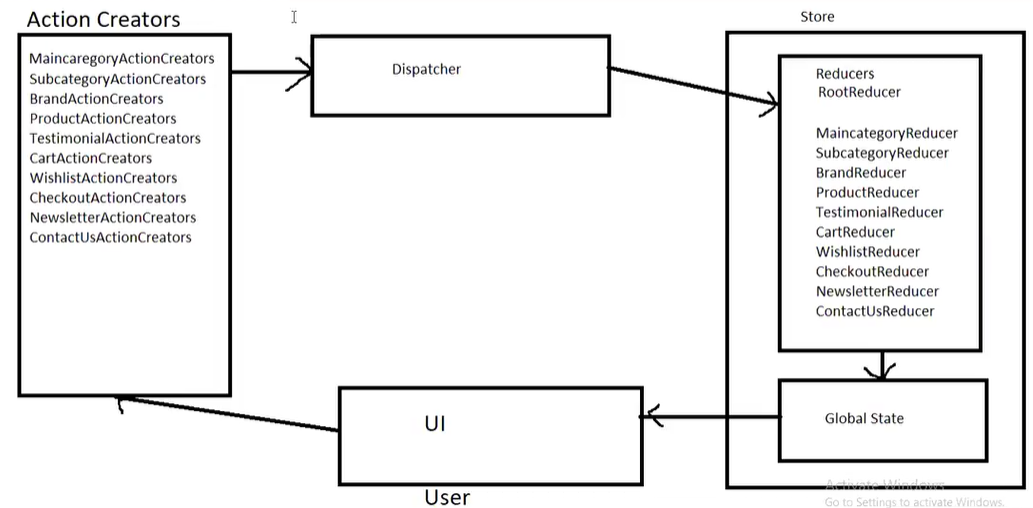 Action Creators
MaincaregoryActionCreators
SubcategoryActionCreators
BrandActionCreators
ProductActionCreators
TestimonialActionCreators
CartActionCreators
WishlistActionCreators
CheckoutActionCreators
NewsletterActionCreators
ContactUsActionCreators
Dispatcher
Store
Reducers
RootReducer
MaincategoryReducer
SubcategoryReducer
BrandReducer
ProductReducer
TestimonialReducer
CartReducer
WishlistReducer
CheckoutReducer
NewsletterReducer
ContactUsReducer
Global State
UI
User
Activate Windows
Go to Settings to activate Windows.